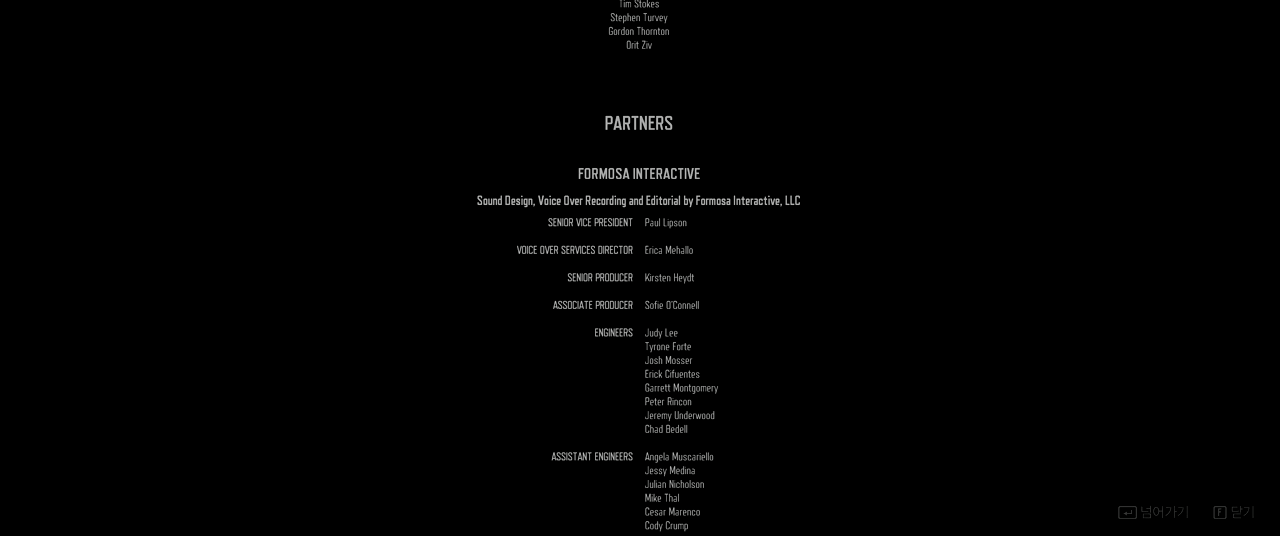 Tim Stokes
Stephen Turvey
Gordon Thornton
Orit Ziv
PARTNERS
FORMOSA INTERACTIVE
Sound Design, Voice Over Recording and Editorial by Formosa Interactive, LLC
SENIOR VICE PRESIDENT Paul Lipson
VOICE OVER SERVICES DIRECTOR Erica Mehallo
SENIOR PRODUCER Kirsten Heydt
ASSOCIATE PRODUCER Sofie O'Connell
ENGINEERS Judy Lee
Tyrone Forte
Josh Mosser
Erick Cifuentes
Garrett Montgomery
Peter Rincon
Jeremy Underwood
Chad Bedell
ASSISTANT ENGINEERS Angela Muscariello
Jessy Medina
Julian Nicholson
Mike Thal
Cesar Marenco
Cody Crump
넘어가기 F 닫기